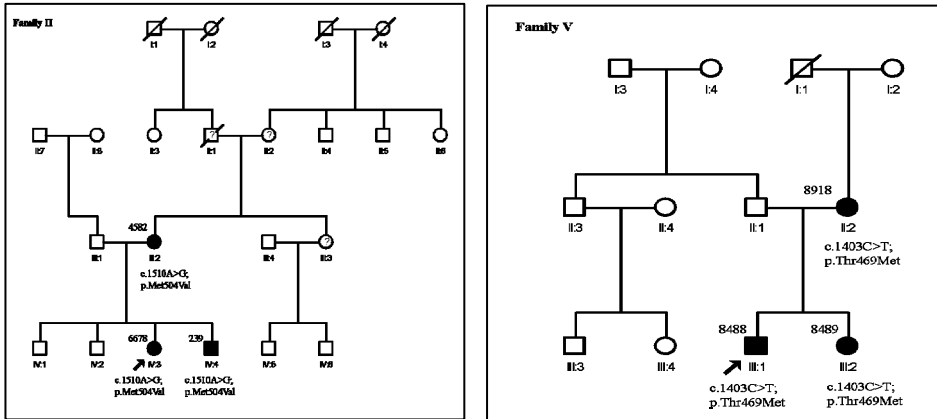 Family II
I:1 I:2 I:3 I:4
II:7 II:8 II:3 ? II:1 ? II:2 II:4 II:5 II:6
4582
III:1 III:2 III:4 ? III:3
c.1510A>G;
p.Met504Val
6678 239
IV:1 IV:2 IV:3 IV:4 IV:5 IV:6
c.1510A>G; c.1510A>G;
p.Met504Val p.Met504Val
Family V
I:3 I:4 I:1 I:2
8918
II:3 II:4 II:1 II:2
c.1403C>T;
p.Thr469Met
8488 8489
III:3 III:4 III:1 III:2
c.1403C>T; c.1403C>T;
p.Thr469Met p.Thr469Met